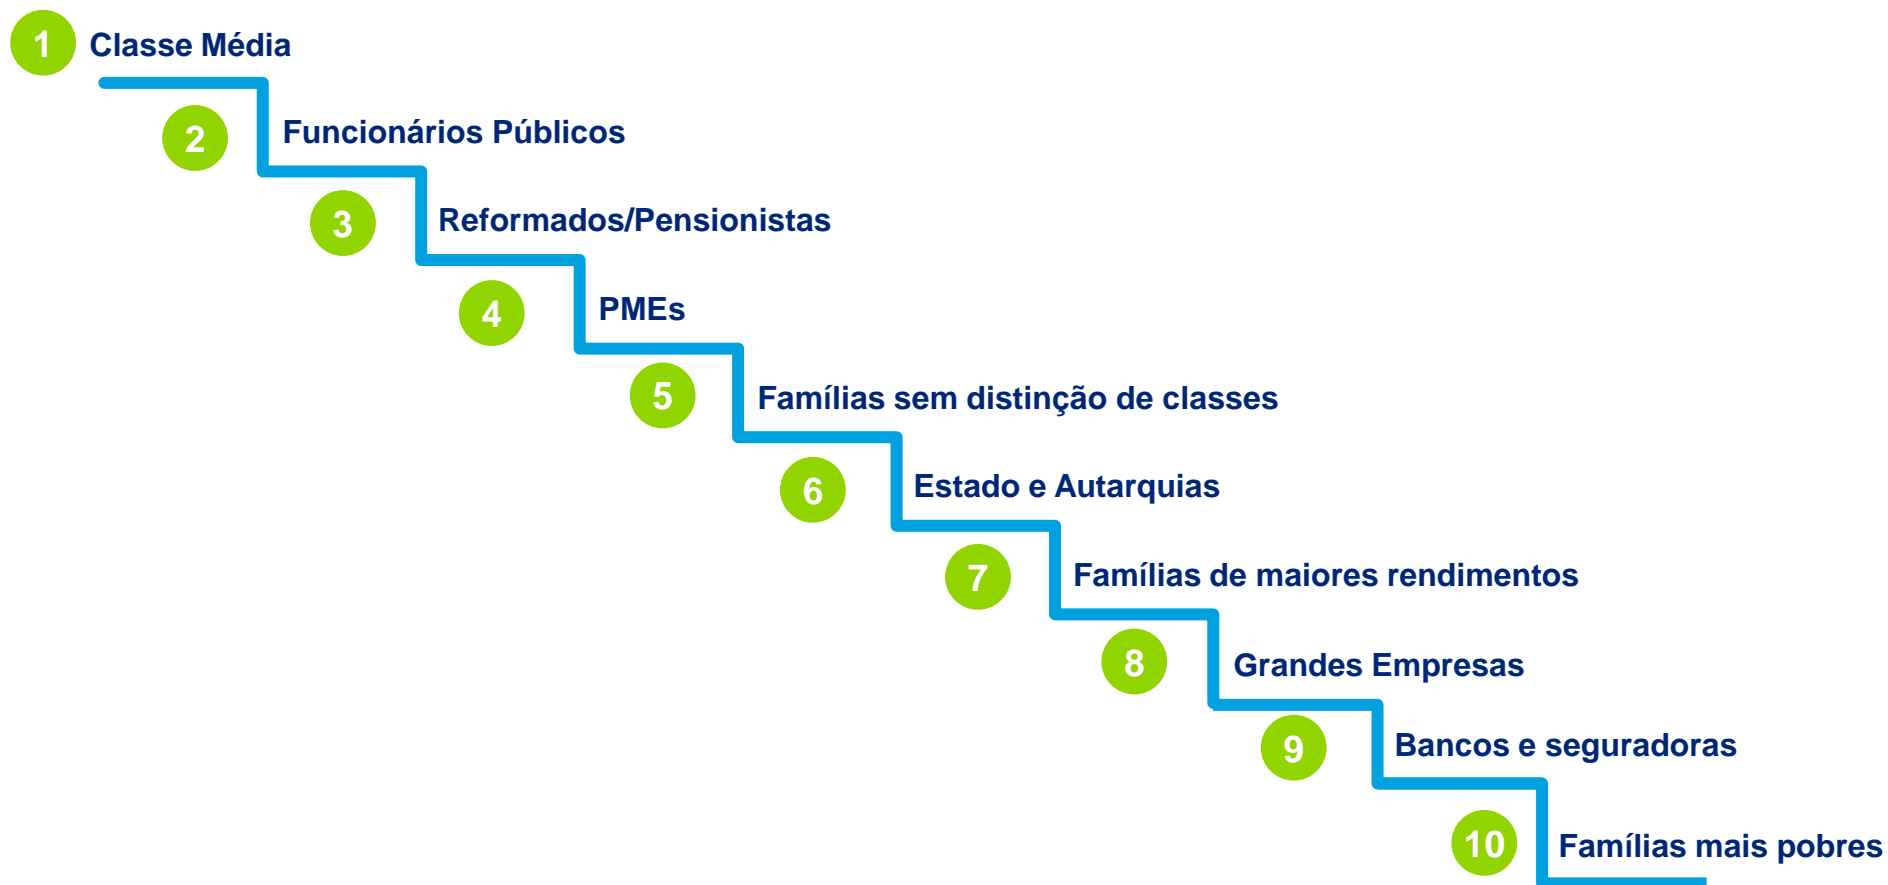 1 Classe Média
2 Funcionários Públicos
3 Reformados/Pensionistas
4 PMEs
5 Famílias sem distinção de classes
6 Estado e Autarquias
7 Famílias de maiores rendimentos
8 Grandes Empresas
9 Bancos e seguradoras
10 Famílias mais pobres